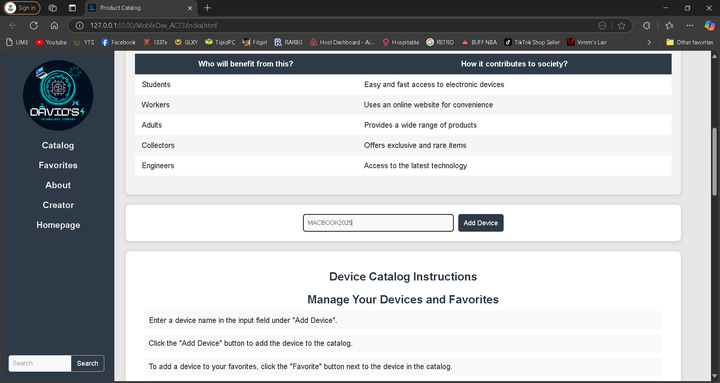 Sign in
Product Catalog
127.0.0.1:5500/MobileDev_ACT3/index.html
LIME Youtube YTS Facebook 1337x GLXY TipidPC Fitgirl RARBG Host Dashboard - Ai... Hospitable RETRO BUFF NBA TikTok Shop Seller Vimm's Lair Other favorites
DAVID'S
TECHNOLOGY COMPANY
Catalog
Favorites
About
Creator
Homepage
Search... Search
Who will benefit from this? How it contributes to society?
Students Easy and fast access to electronic devices
Workers Uses an online website for convenience
Adults Provides a wide range of products
Collectors Offers exclusive and rare items
Engineers Access to the latest technology
MACBOOK2025 Add Device
Device Catalog Instructions
Manage Your Devices and Favorites
Enter a device name in the input field under "Add Device".
Click the "Add Device" button to add the device to the catalog.
To add a device to your favorites, click the "Favorite" button next to the device in the catalog.